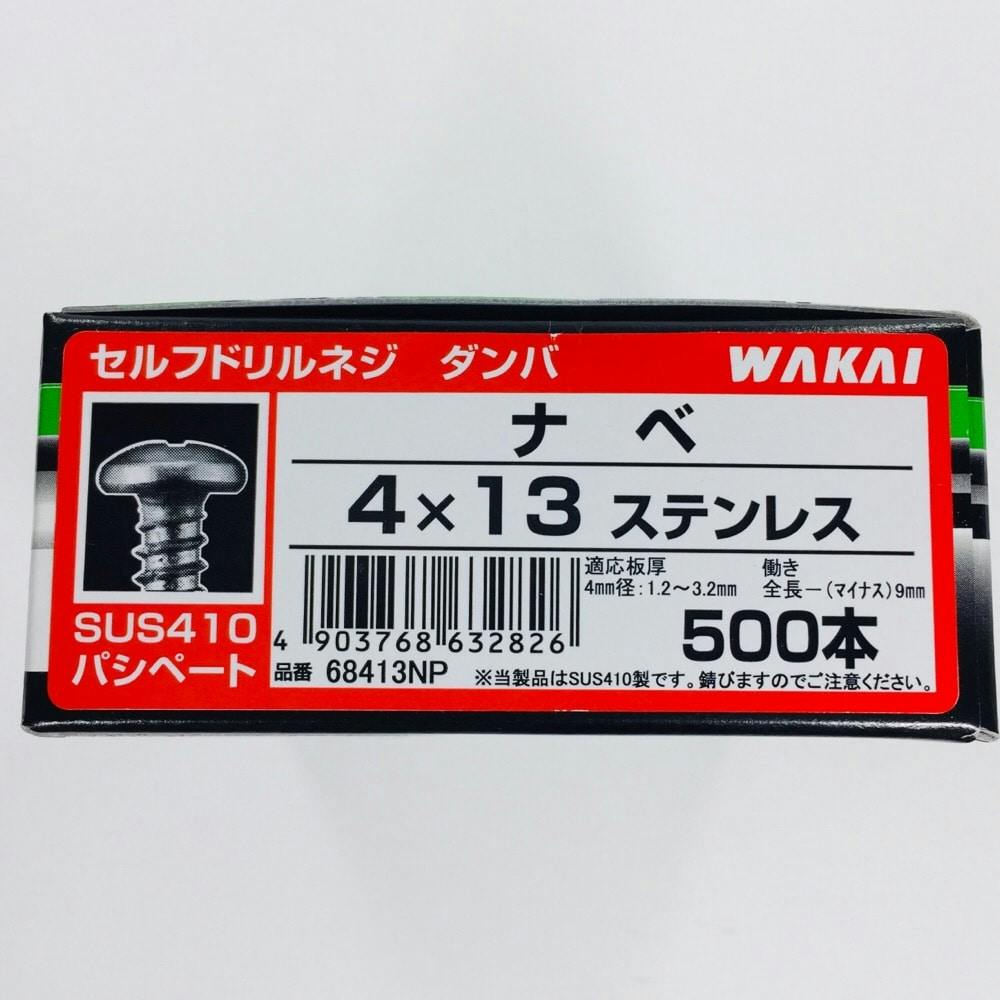 セルフドリルネジ ダンバ WAKAI
ナベ
4×13 ステンレス
適応板厚 働き
4mm径:1.2～3.2mm 全長ー(マイナス)9mm
SUS410
パシペート
4 903768 632826
500本
品番 68413NP ※当製品はSUS410製です。錆びますのでご注意ください。